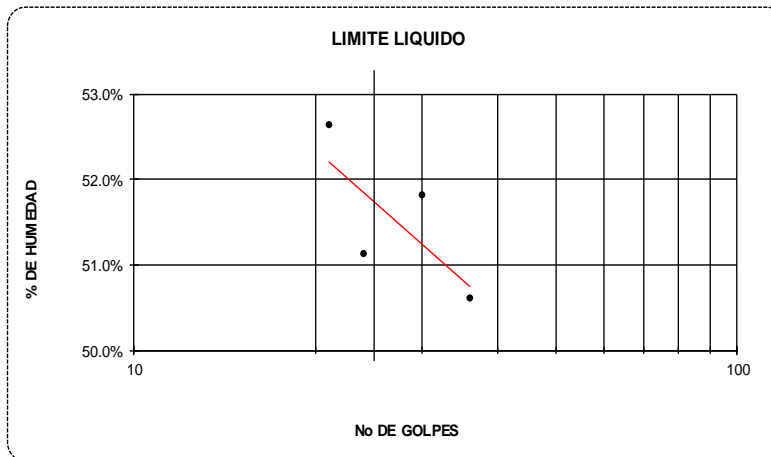 LIMITE LIQUIDO
53.0%
52.0%
51.0%
50.0%
% DE HUMEDAD
10
100
No DE GOLPES